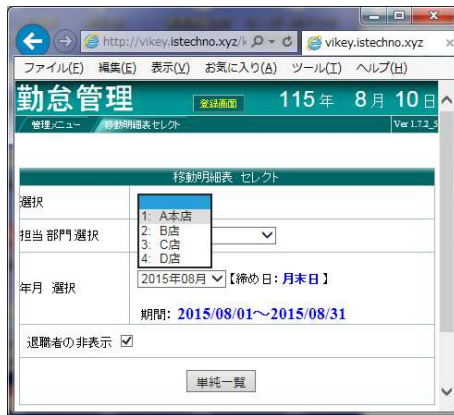 http://vikey.istechno.xyz/k
vikey.istechno.xyz
ファイル(F) 編集(E) 表示(V) お気に入り(A) ツール(T) ヘルプ(H)
勤怠管理 登録画面 115年 8月 10日
管理メニュー 移動明細表セレクト Ver 1.7.2_5
移動明細表 セレクト
選択
1: A本店
2: B店
3: C店
4: D店
担当 部門 選択
年月 選択
2015年08月 【締め日:月末日】
期間: 2015/08/01～2015/08/31
退職者の非表示
単純一覧